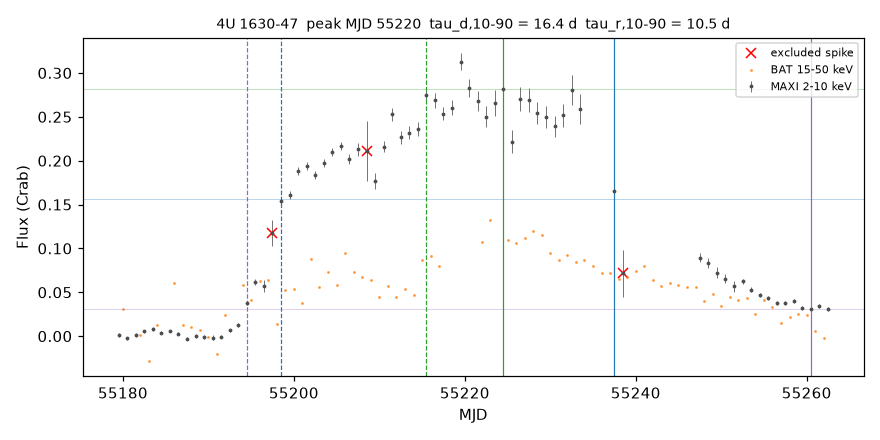 4U 1630-47  peak MJD 55220  tau_d,10-90 = 16.4 d  tau_r,10-90 = 10.5 d
excluded spike
BAT 15-50 keV
MAXI 2-10 keV
Flux (Crab)
0.30
0.25
0.20
0.15
0.10
0.05
0.00
55180
55200
55220
55240
55260
MJD